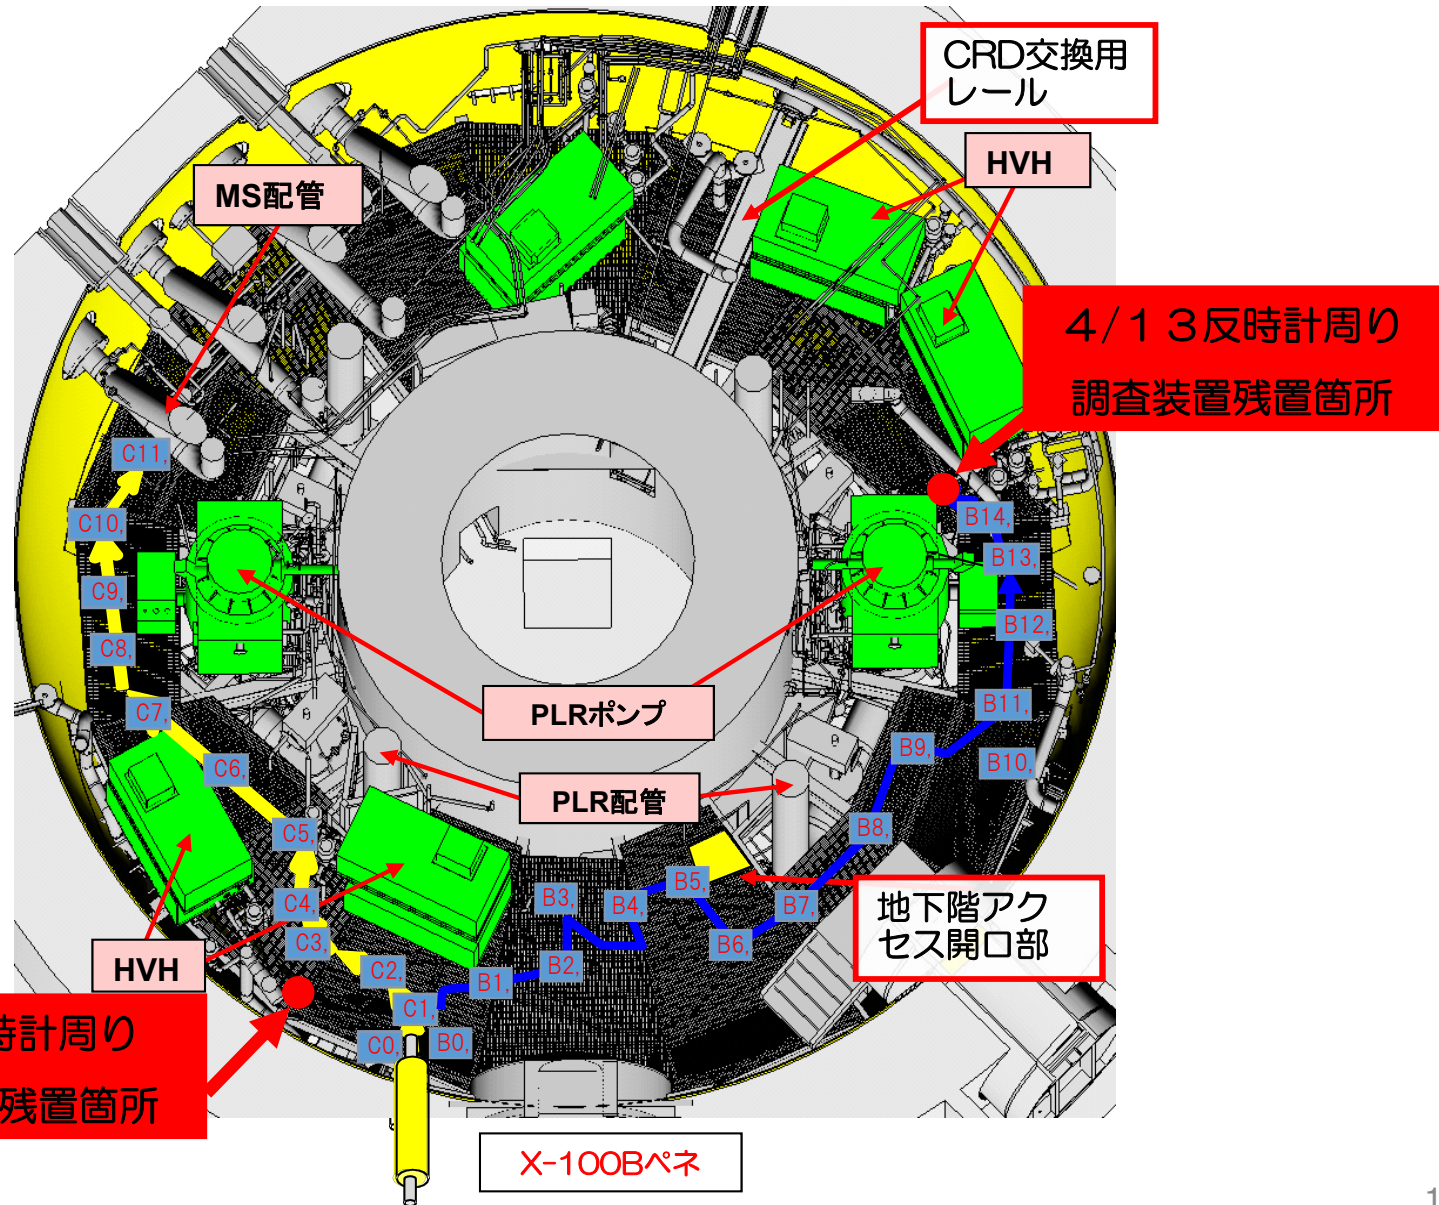 CRD交換用
レール
HVH
MS配管
４/１３反時計周り
調査装置残置箇所
C11,
C10,
B14,
B13,
C9,
B12,
C8,
C7,
B11,
PLRポンプ
B9,
C6,
B10,
PLR配管
C5,
B8,
B5,
B3,
C4,
B4,
B7,
地下階アク
セス開口部
C3,
B6,
HVH
C2,
B2,
B1,
C1,
時計周り
残置箇所
C0,
B0,
X-100Bペネ
1